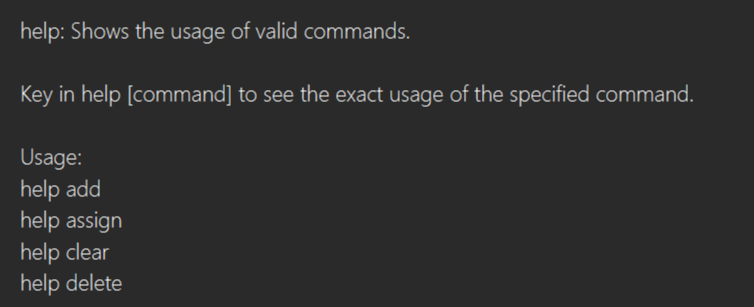 help: Shows the usage of valid commands.
Key in help [command] to see the exact usage of the specified command.
Usage:
help add
help assign
help clear
help delete